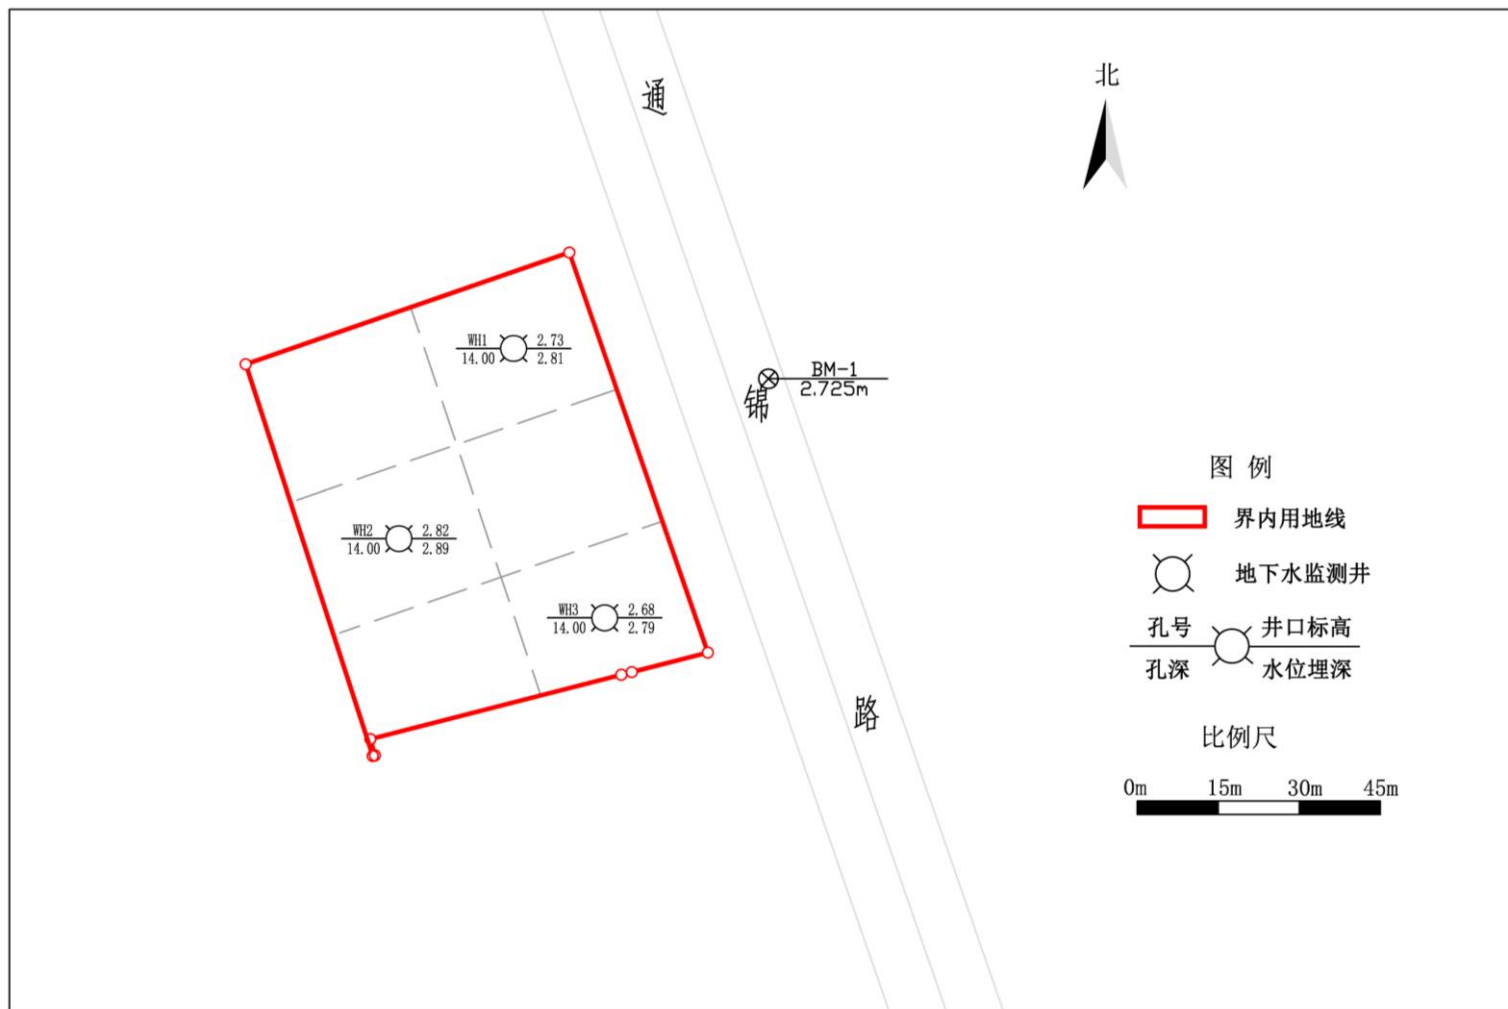 北
通
WH1 2.73
14.00 2.81
BM-1
2.725m
锦
图 例
界内用地线
WH2 2.82
14.00 2.89
地下水监测井
WH3 2.68
14.00 2.79
孔号 井口标高
孔深 水位埋深
路
比例尺
0m 15m 30m 45m